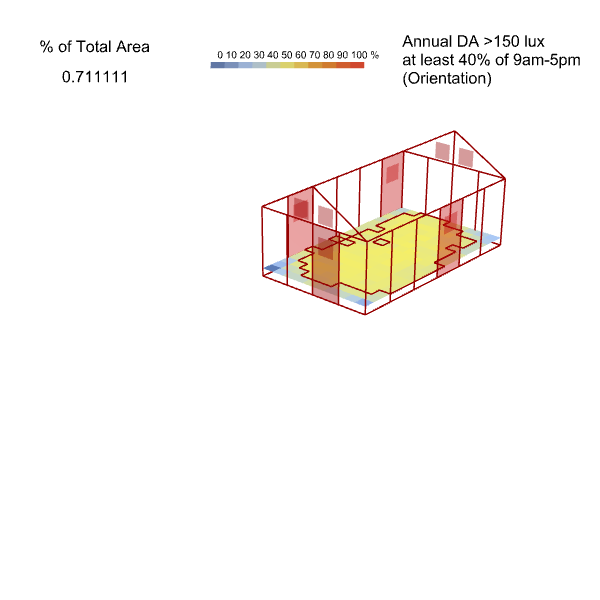 % of Total Area
0.711111
0 10 20 30 40 50 60 70 80 90 100 %
Annual DA >150 lux
at least 40% of 9am-5pm
(Orientation)